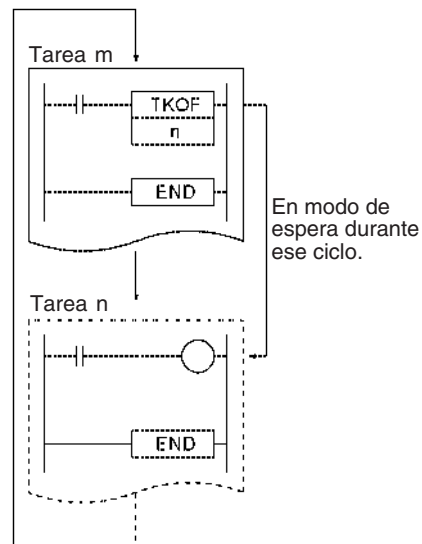 Tarea m
TKOF
n
END
En modo de
espera durante
ese ciclo.
Tarea n
END